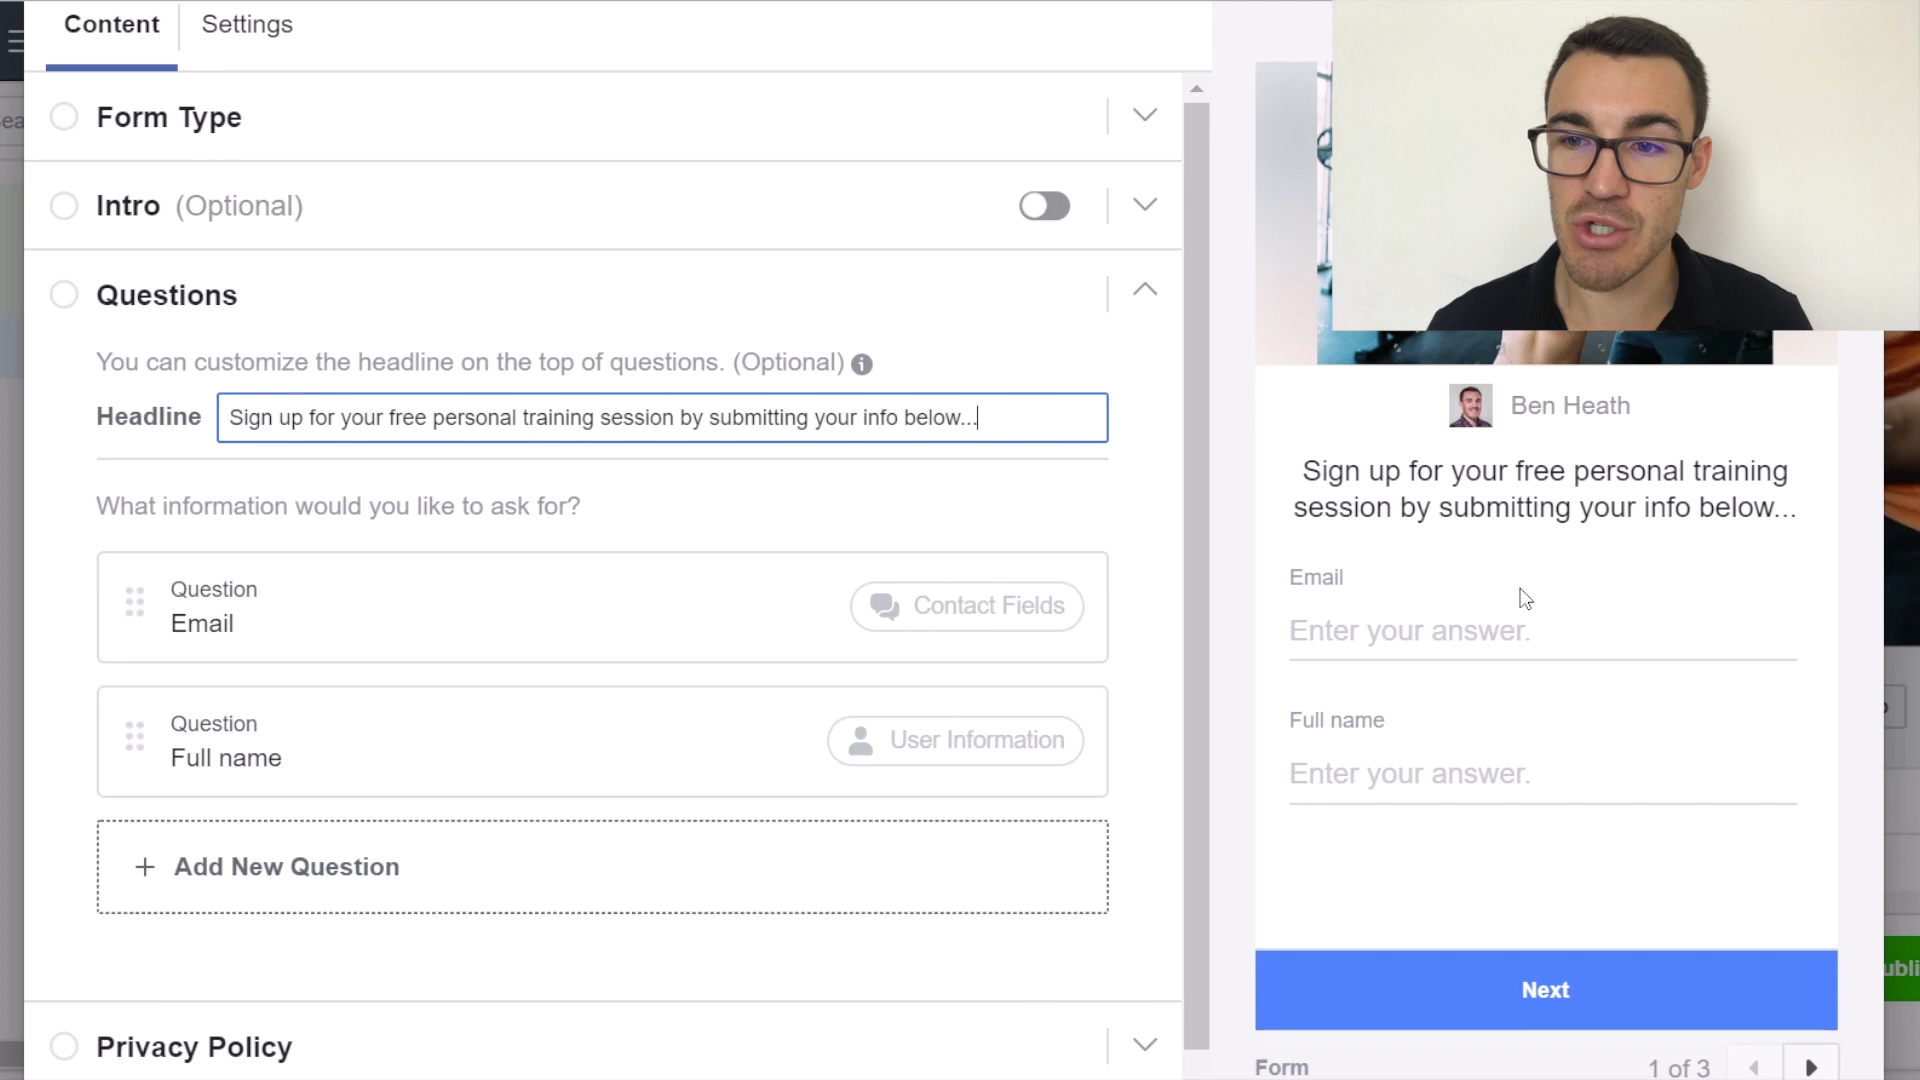 Content
Settings
Form Type
Intro (Optional)
Questions
You can customize the headline on the top of questions. (Optional)
Headline
Sign up for your free personal training session by submitting your info below...
What information would you like to ask for?
Question
Email
Contact Fields
Question
Full name
User Information
+ Add New Question
Privacy Policy
Ben Heath
Sign up for your free personal training
session by submitting your info below...
Email
Enter your answer.
Full name
Enter your answer.
Next
Form
1 of 3